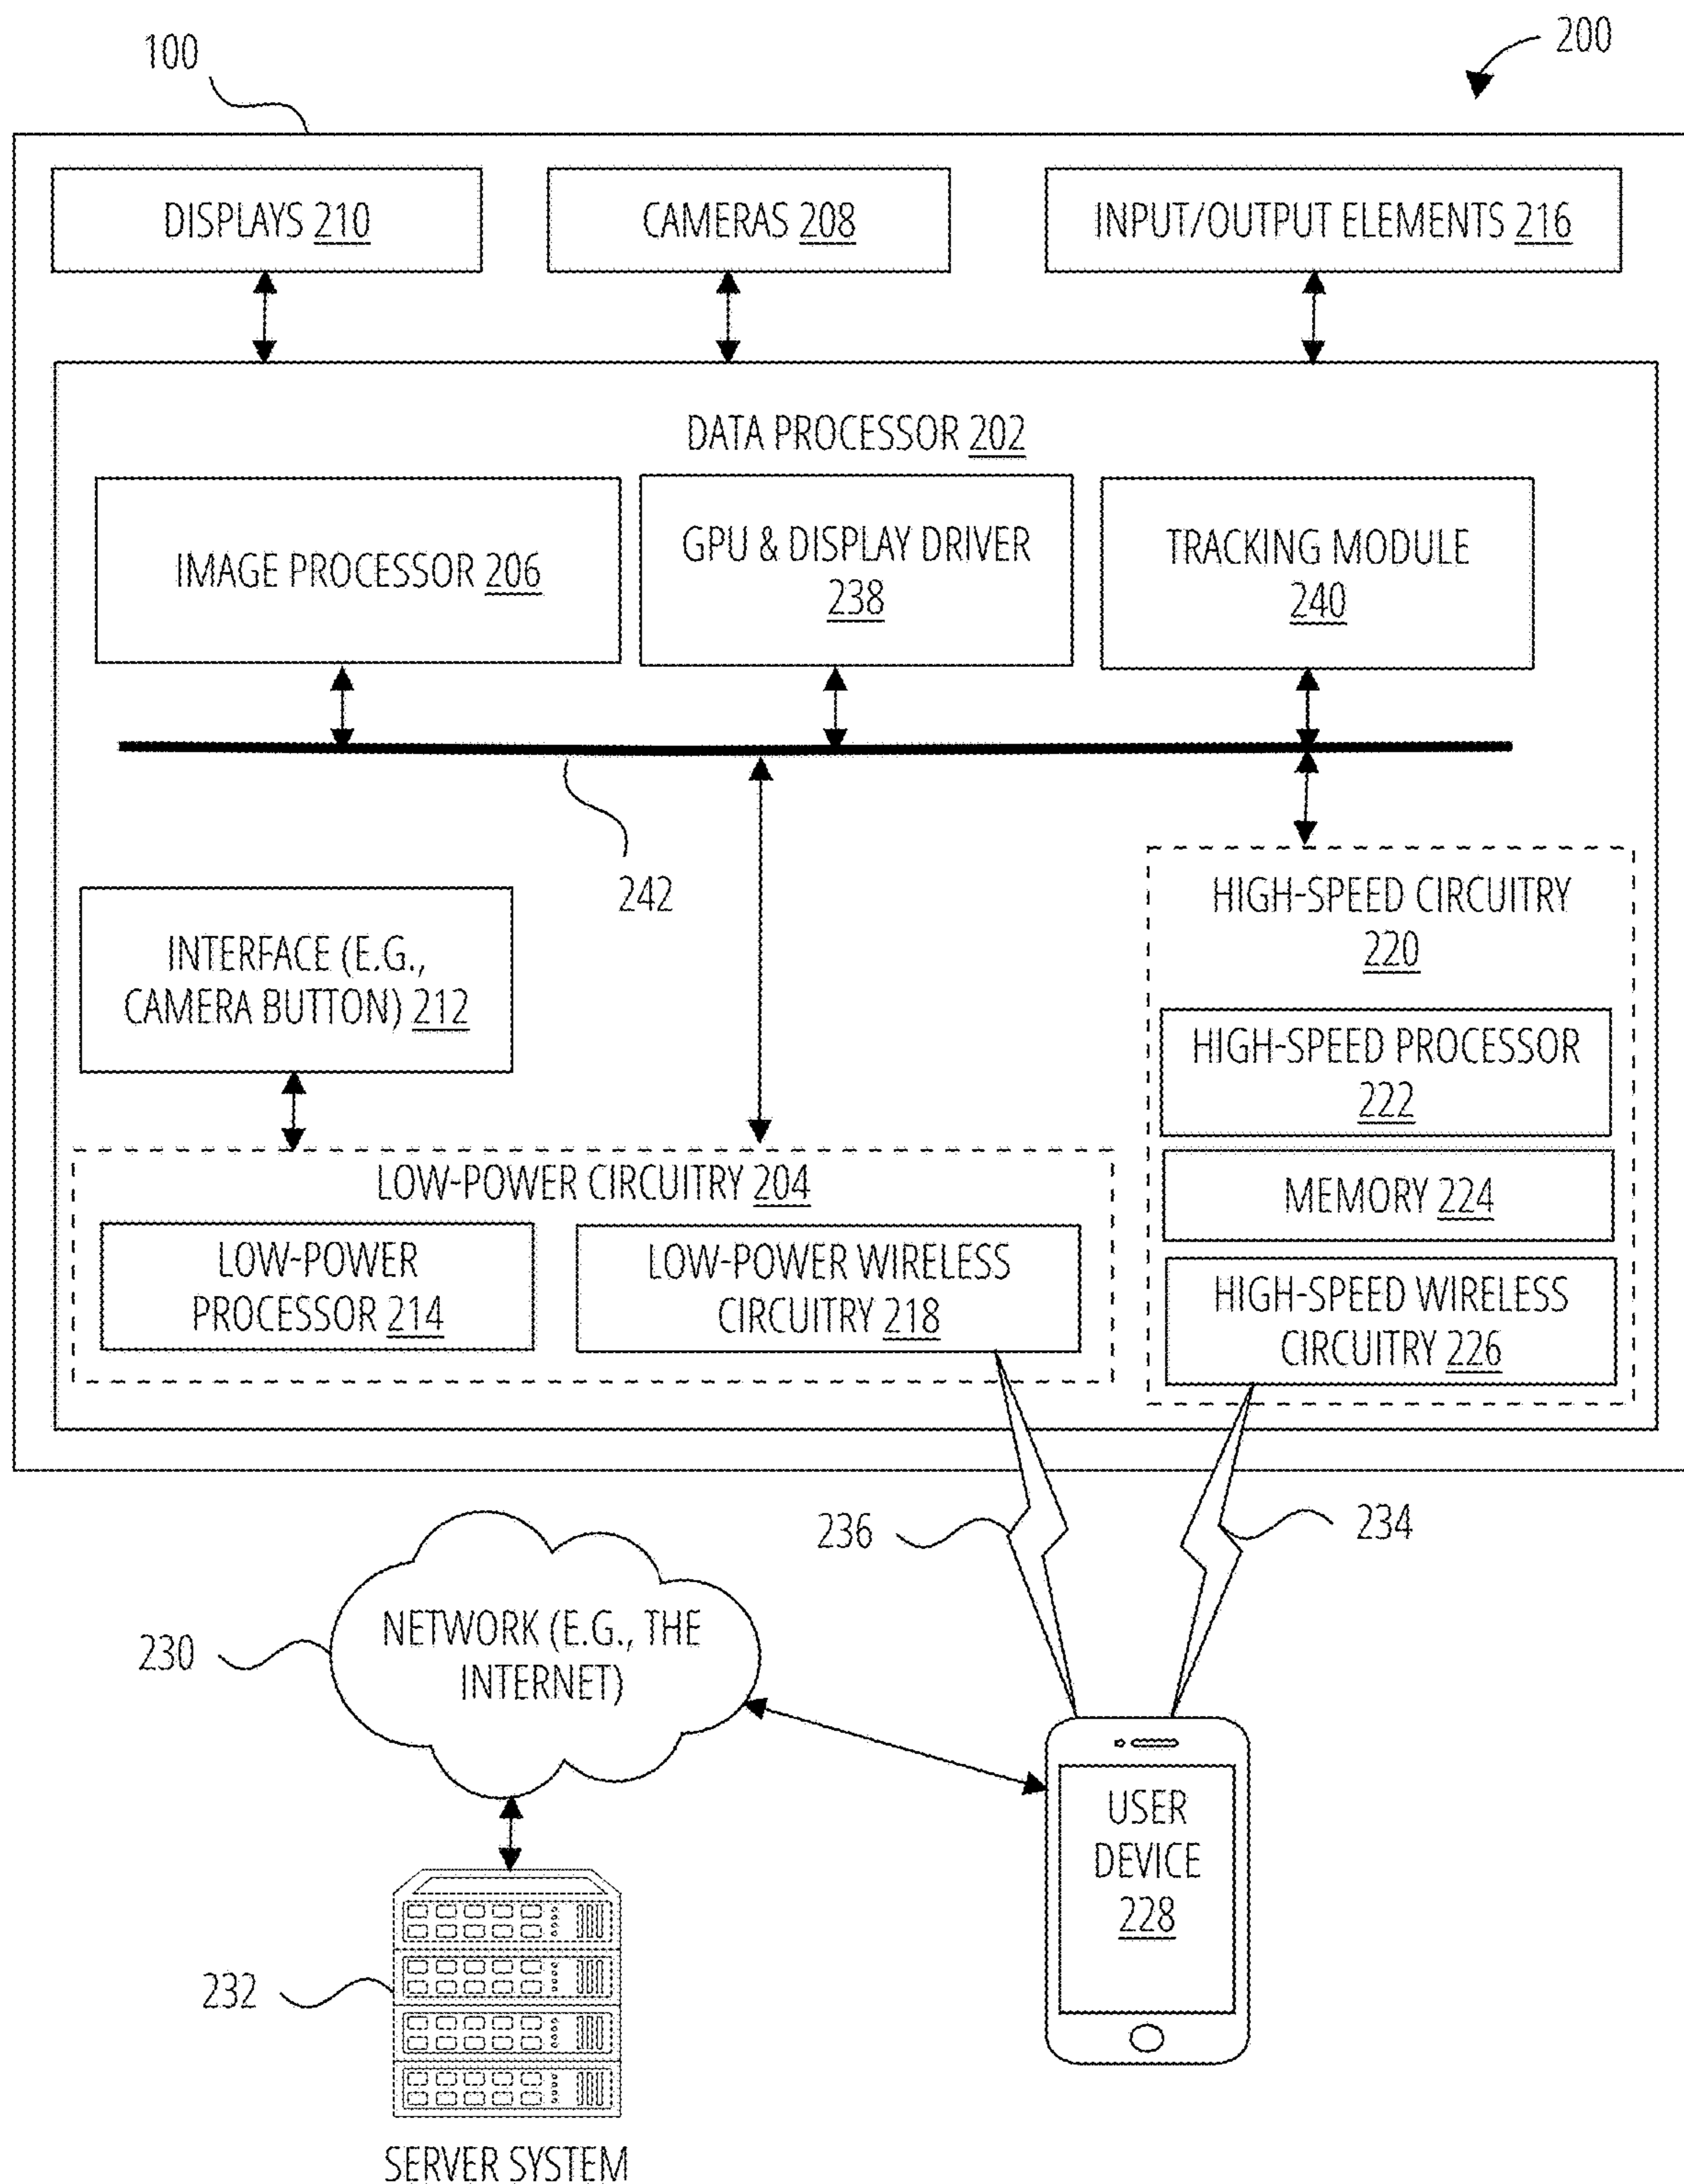 100
200
DISPLAYS 210
CAMERAS 208
INPUT/OUTPUT ELEMENTS 216
DATA PROCESSOR 202
IMAGE PROCESSOR 206
GPU & DISPLAY DRIVER
238
TRACKING MODULE
240
242
INTERFACE (E.G.,
CAMERA BUTTON) 212
HIGH-SPEED CIRCUITRY
220
HIGH-SPEED PROCESSOR
222
MEMORY 224
HIGH-SPEED WIRELESS
CIRCUITRY 226
LOW-POWER CIRCUITRY 204
LOW-POWER
PROCESSOR 214
LOW-POWER WIRELESS
CIRCUITRY 218
236
234
230
NETWORK (E.G., THE
INTERNET)
USER
DEVICE
228
232
SERVER SYSTEM